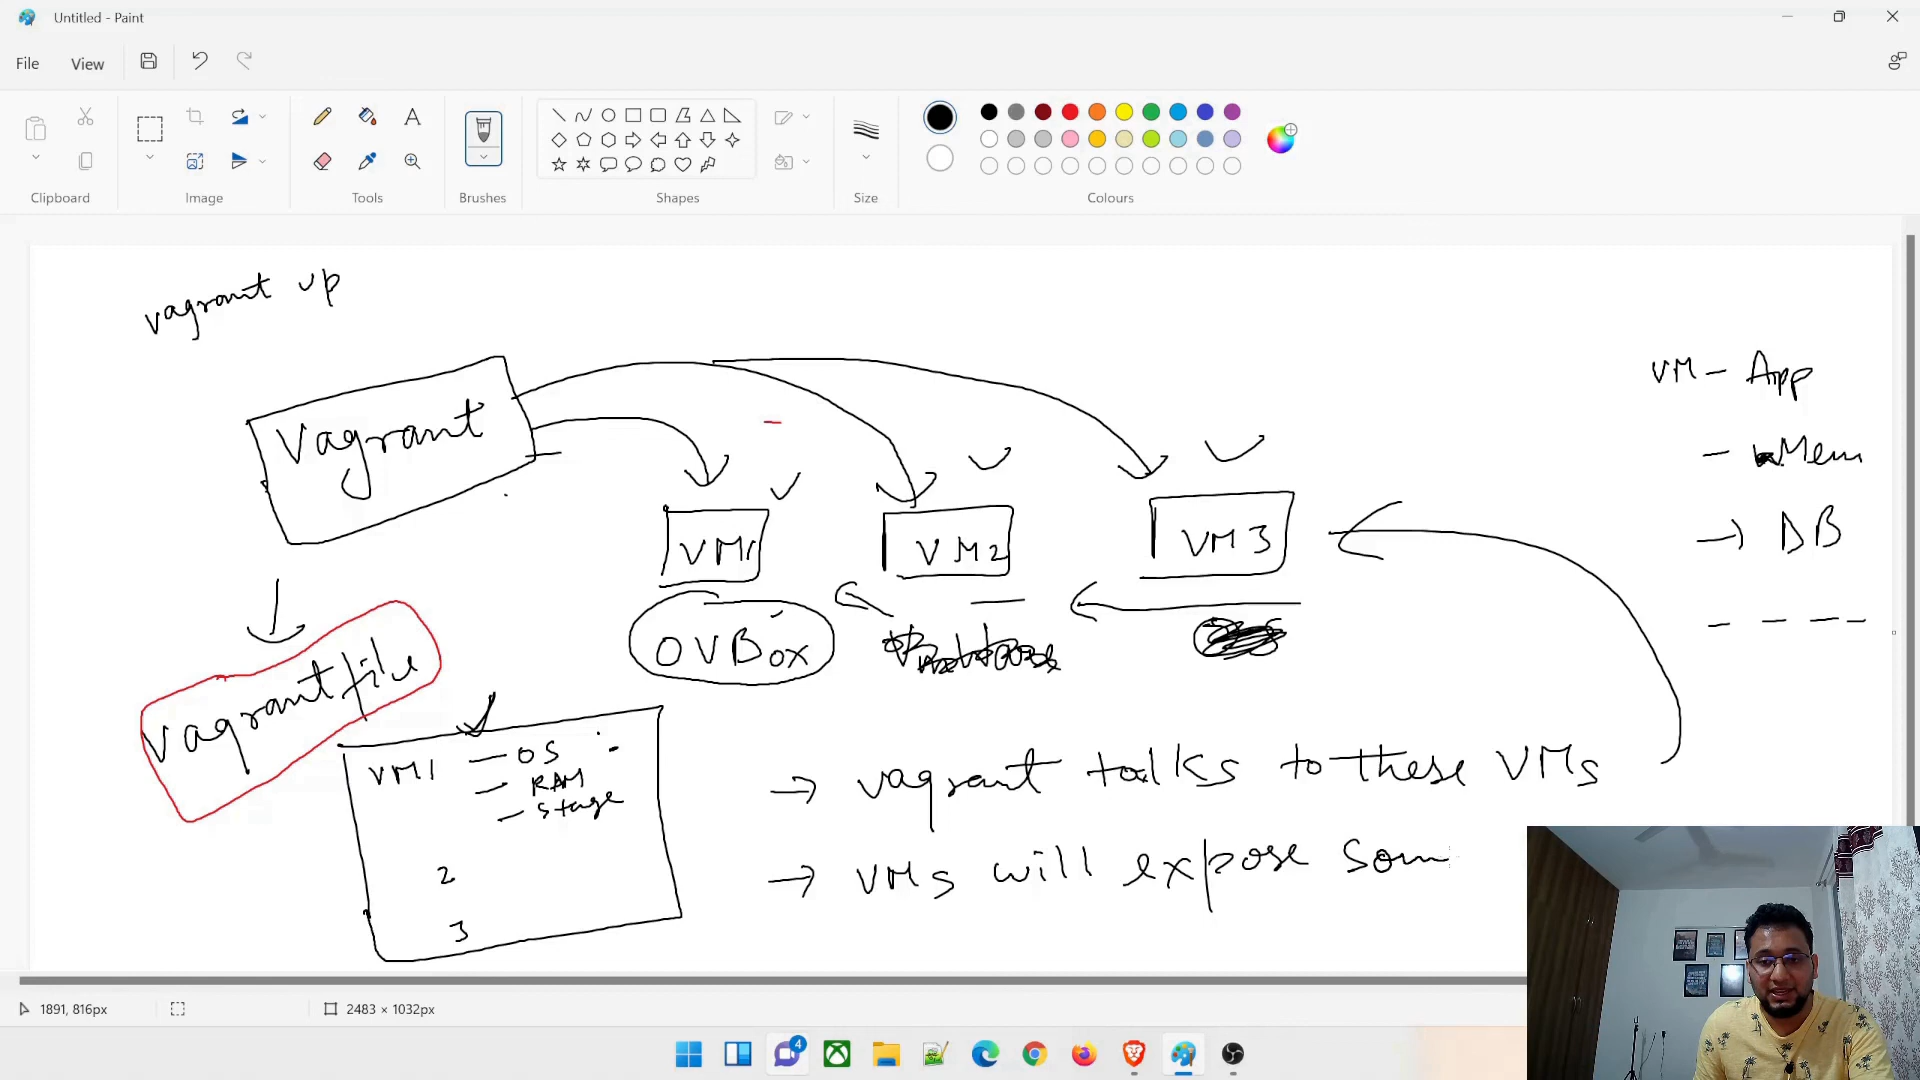 Untitled - Paint
File
View
Clipboard
Image
Tools
Brushes
Shapes
Size
Colours
vagrant up
Vagrant
VM1
VM2
VM3
OVBox
VM - App
- Mem
→ DB
- - - -
vagrantfile
VM1 — OS
— RAM
— Stage
2
3
→ vagrant talks to these VMs
→ VMs will expose som
1891, 816px
2483 × 1032px
4